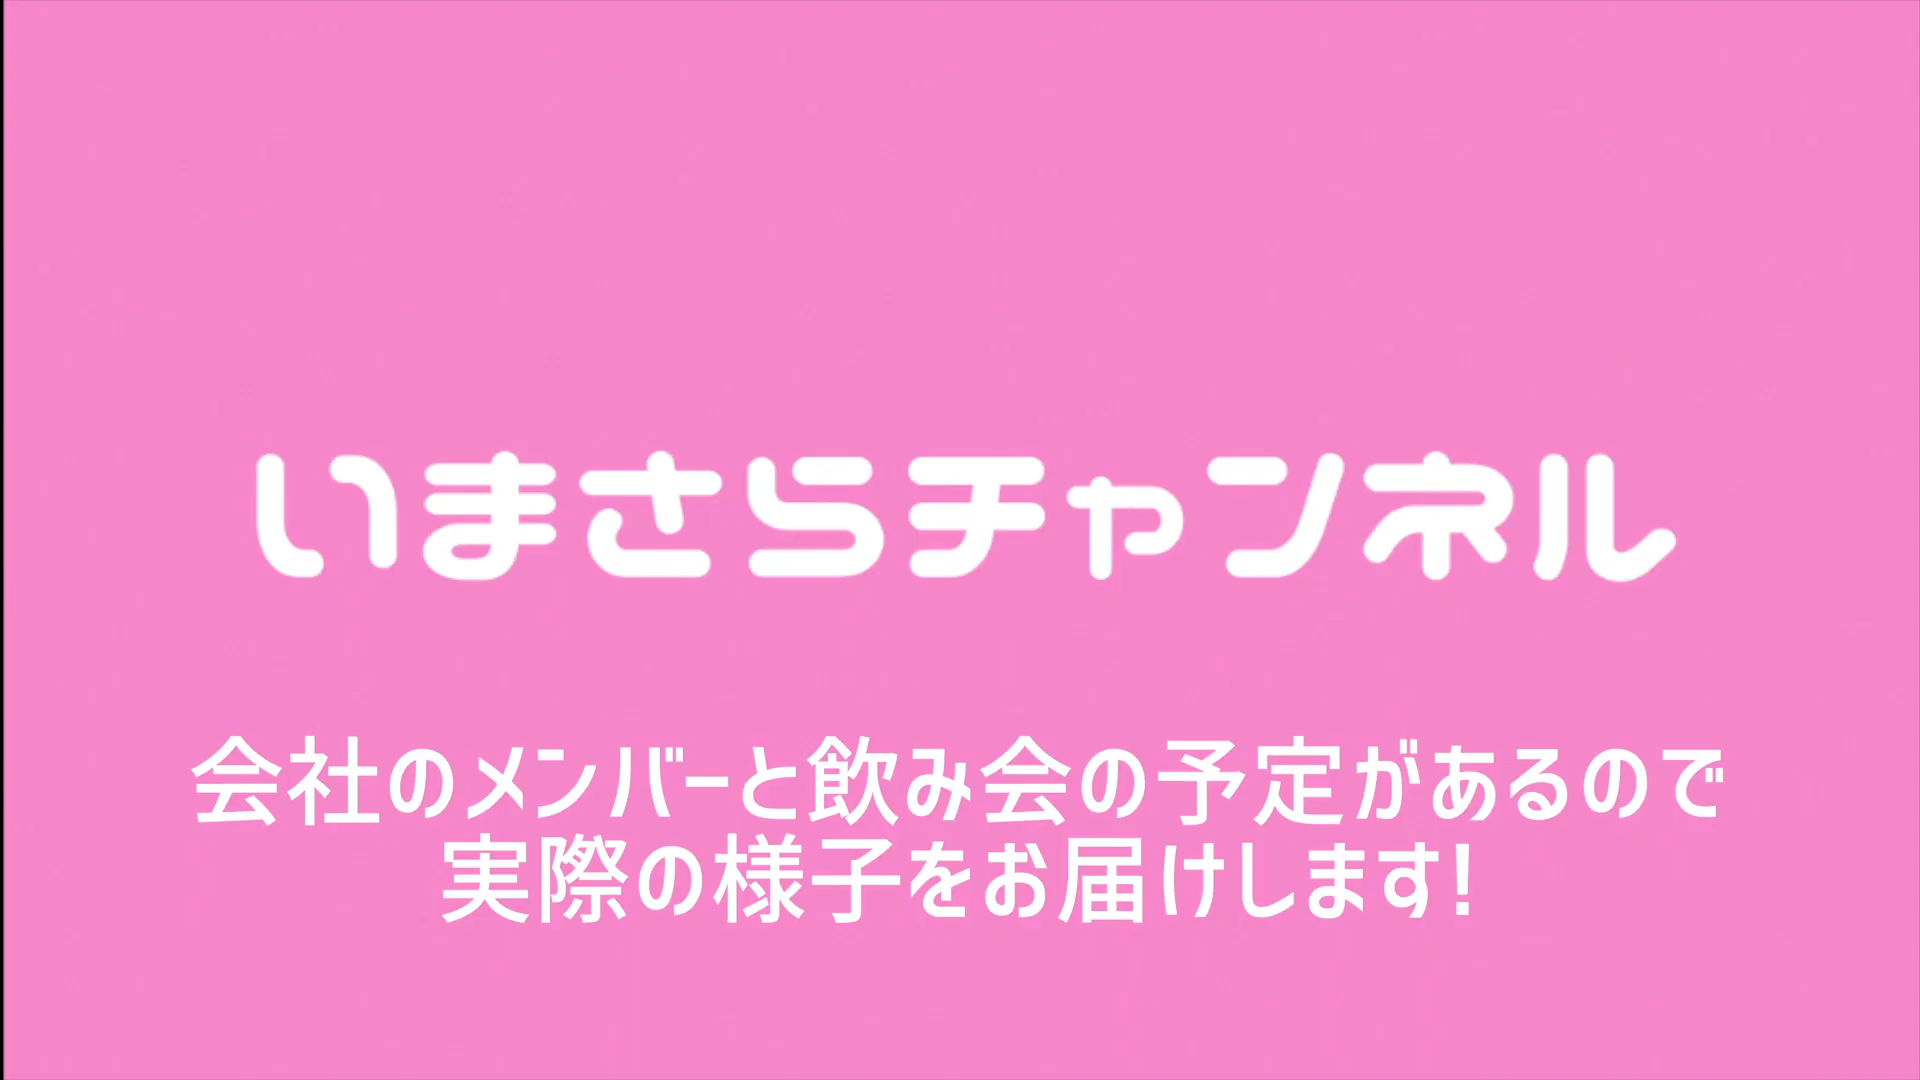 いまさらチャンネル
会社のメンバーと飲み会の予定があるので
実際の様子をお届けします!